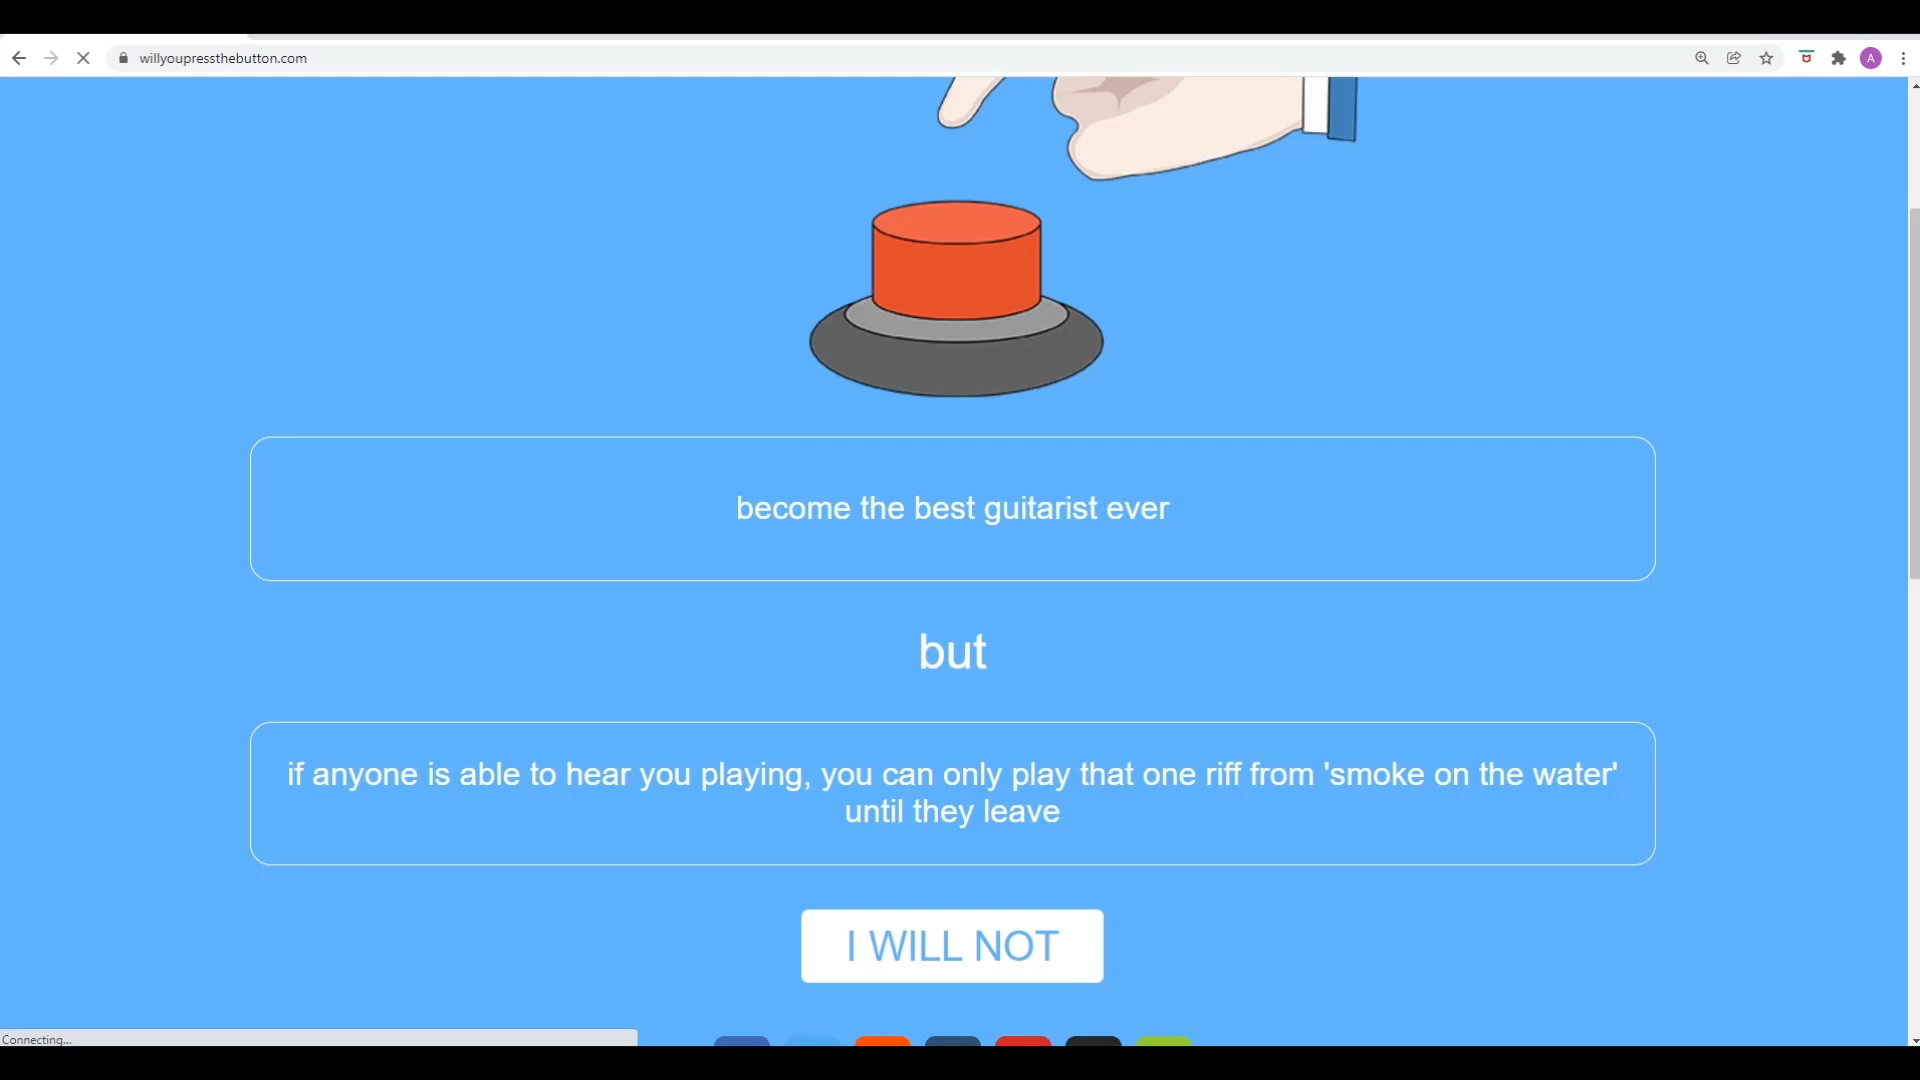 willyoupressthebutton.com
A
become the best guitarist ever
but
if anyone is able to hear you playing, you can only play that one riff from 'smoke on the water'
until they leave
I WILL NOT
Connecting...